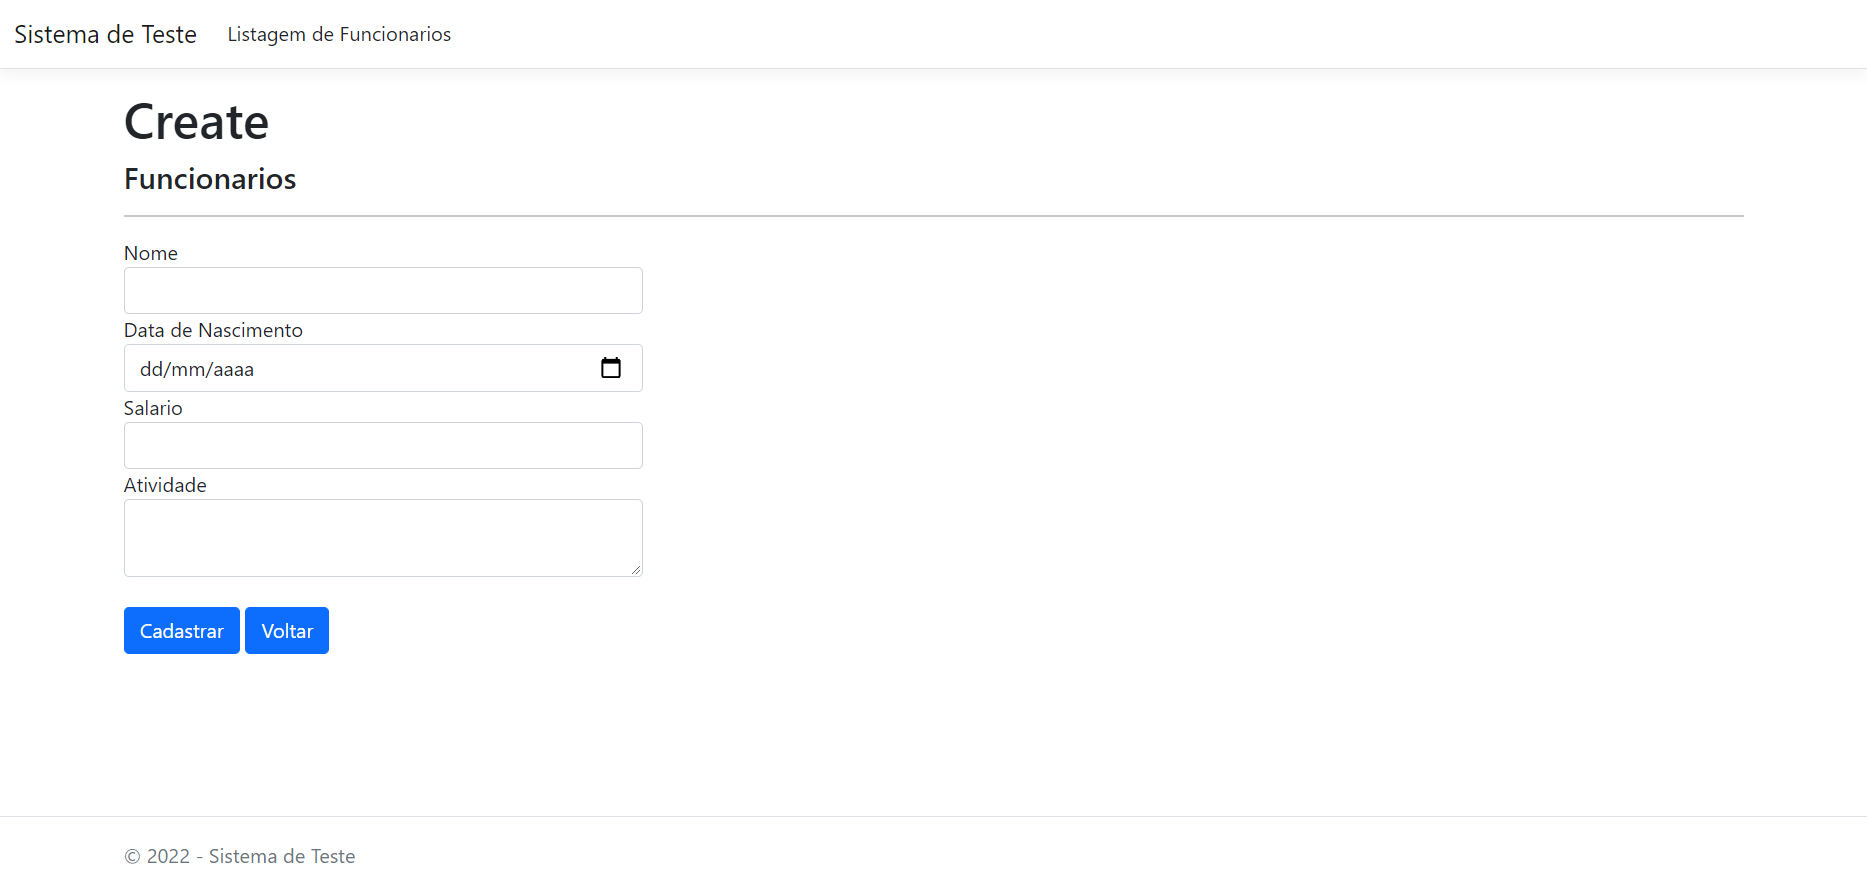 Sistema de Teste Listagem de Funcionarios
Create
Funcionarios
Nome
Data de Nascimento
dd/mm/aaaa
Salario
Atividade
Cadastrar Voltar
© 2022 - Sistema de Teste